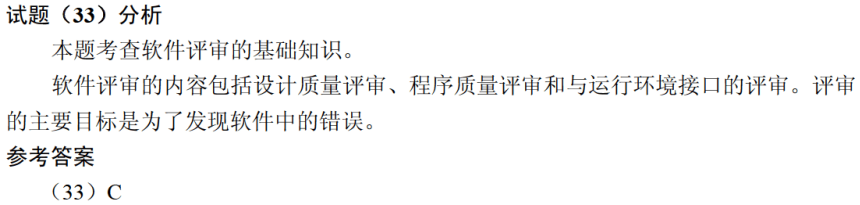 试题（33）分析
本题考查软件评审的基础知识。
软件评审的内容包括设计质量评审、程序质量评审和与运行环境接口的评审。评审
的主要目标是为了发现软件中的错误。
参考答案
（33）C